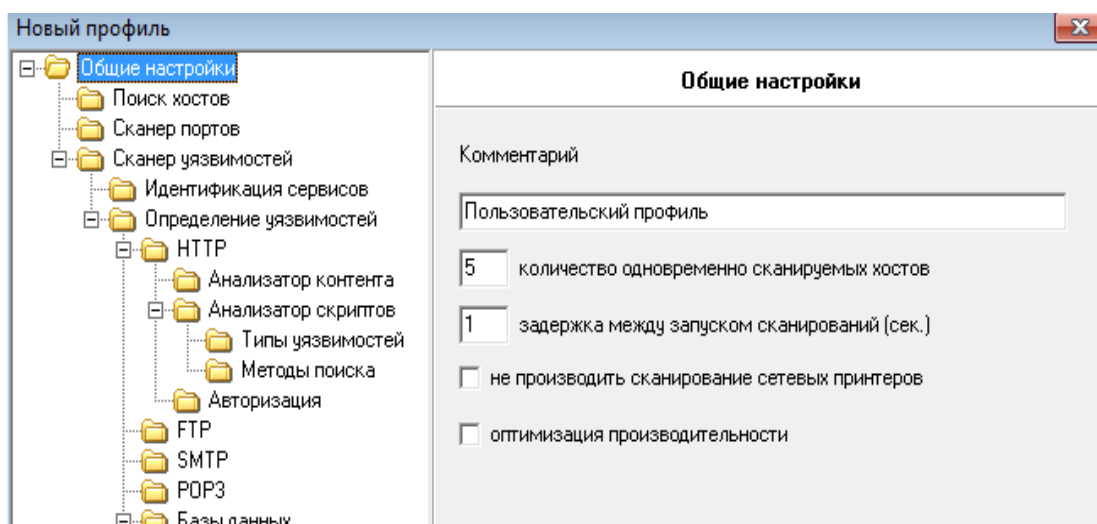 Новый профиль
Общие настройки
Поиск хостов
Сканер портов
Сканер уязвимостей
Идентификация сервисов
Определение уязвимостей
HTTP
Анализатор контента
Анализатор скриптов
Типы уязвимостей
Методы поиска
Авторизация
FTP
SMTP
POP3
Базы данных
Общие настройки
Комментарий
Пользовательский профиль
5 количество одновременно сканируемых хостов
1 задержка между запуском сканирований (сек.)
не производить сканирование сетевых принтеров
оптимизация производительности